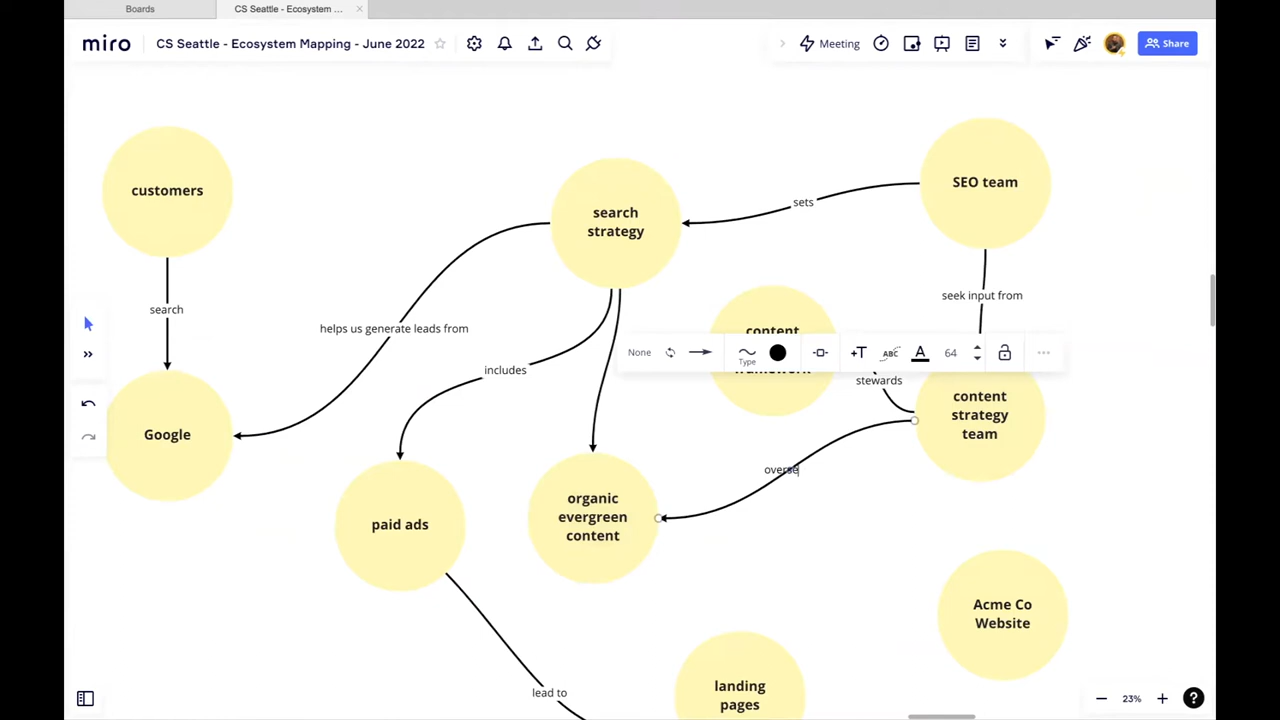 Boards
CS Seattle - Ecosystem ...
miro
CS Seattle - Ecosystem Mapping - June 2022
Meeting
Share
customers
search
strategy
SEO team
sets
search
helps us generate leads from
seek input from
content
None
Type
+T
ABC
A
64
includes
stewards
content
strategy
team
Google
overse
organic
evergreen
content
paid ads
Acme Co
Website
lead to
landing
pages
23%
?